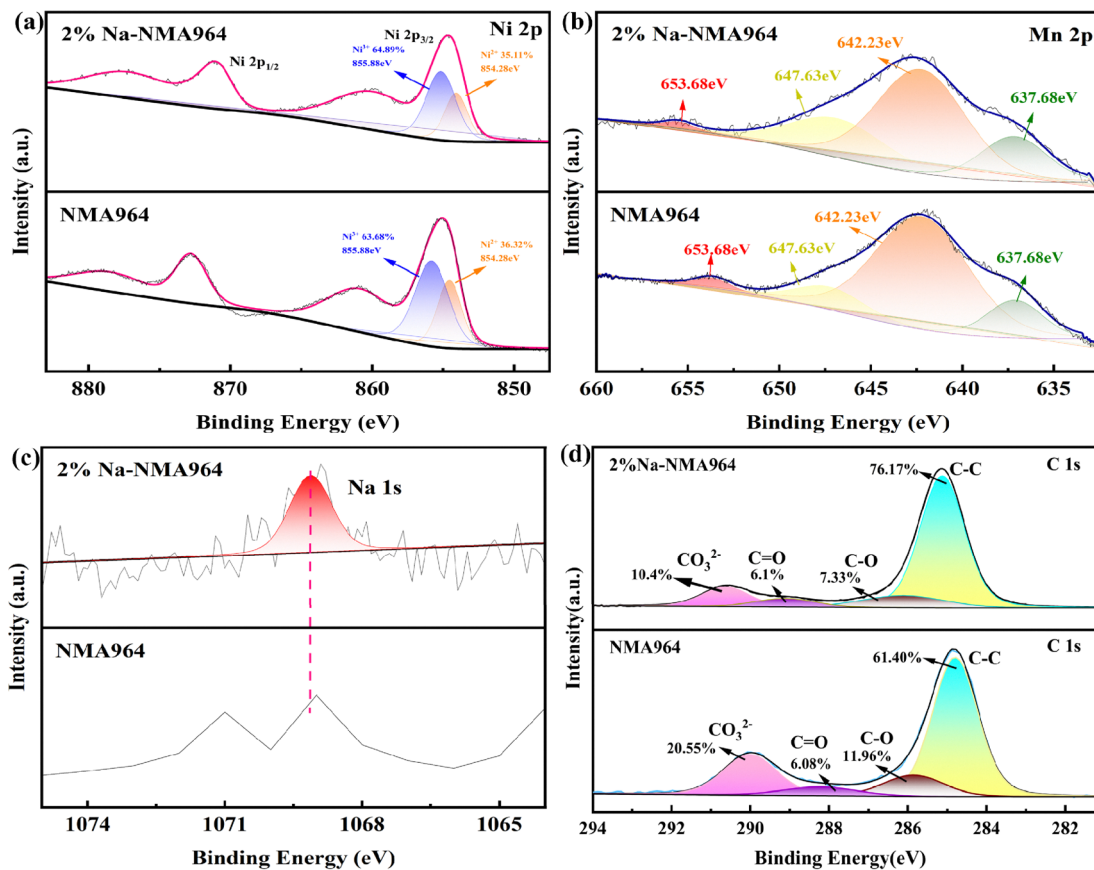 (a)
2% Na-NMA964
Ni 2p3/2
Ni 2p
Ni 2p1/2
Ni³⁺ 64.89%
855.88eV
Ni²⁺ 35.11%
854.28eV
NMA964
Ni³⁺ 63.68%
855.88eV
Ni²⁺ 36.32%
854.28eV
Intensity (a.u.)
880
870
860
850
Binding Energy (eV)
(b)
2% Na-NMA964
Mn 2p
653.68eV
647.63eV
642.23eV
637.68eV
NMA964
653.68eV
647.63eV
642.23eV
637.68eV
Intensity (a.u.)
660
655
650
645
640
635
Binding Energy (eV)
(c)
2% Na-NMA964
Na 1s
NMA964
Intensity (a.u.)
1074
1071
1068
1065
Binding Energy (eV)
(d)
2%Na-NMA964
C 1s
76.17%
C-C
CO₃²⁻
10.4%
C=O
6.1%
C-O
7.33%
NMA964
C 1s
61.40%
C-C
CO₃²⁻
20.55%
C=O
6.08%
C-O
11.96%
Intensity(a.u.)
294
292
290
288
286
284
282
Binding Energy(eV)